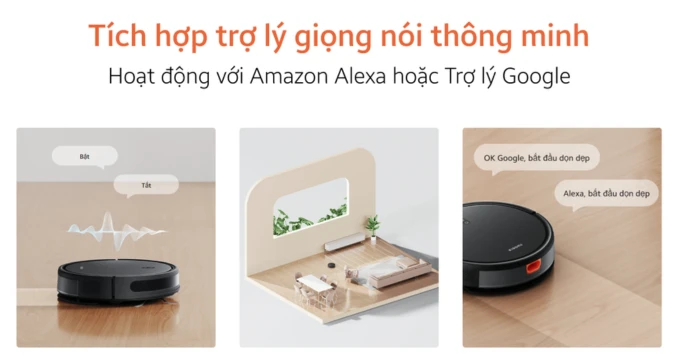 Tích hợp trợ lý giọng nói thông minh
Hoạt động với Amazon Alexa hoặc Trợ lý Google
Bật
Tắt
OK Google, bắt đầu dọn dẹp
Alexa, bắt đầu dọn dẹp